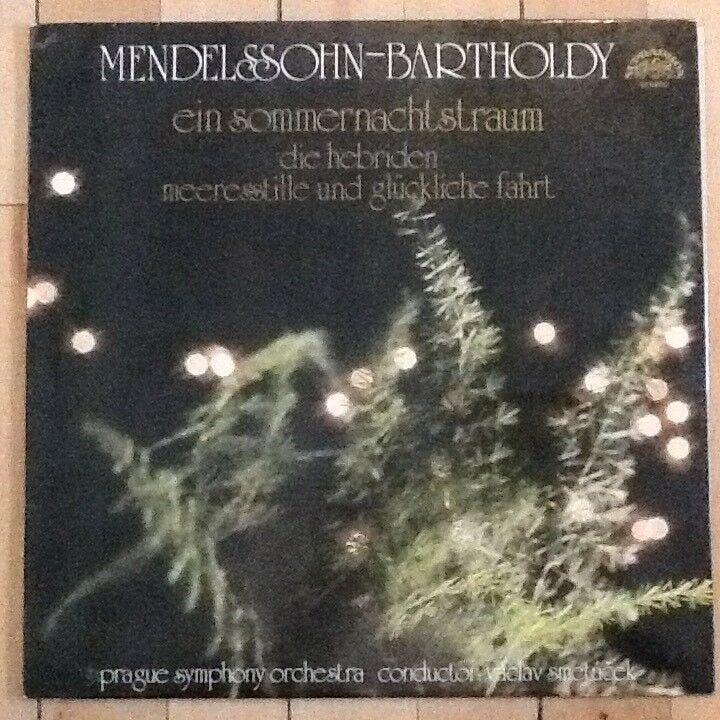 MENDELSSOHN-BARTHOLDY
ein sommernachtstraum
die hebriden
meeresstille und glückliche fahrt
prague symphony orchestra conductor václav smetáček